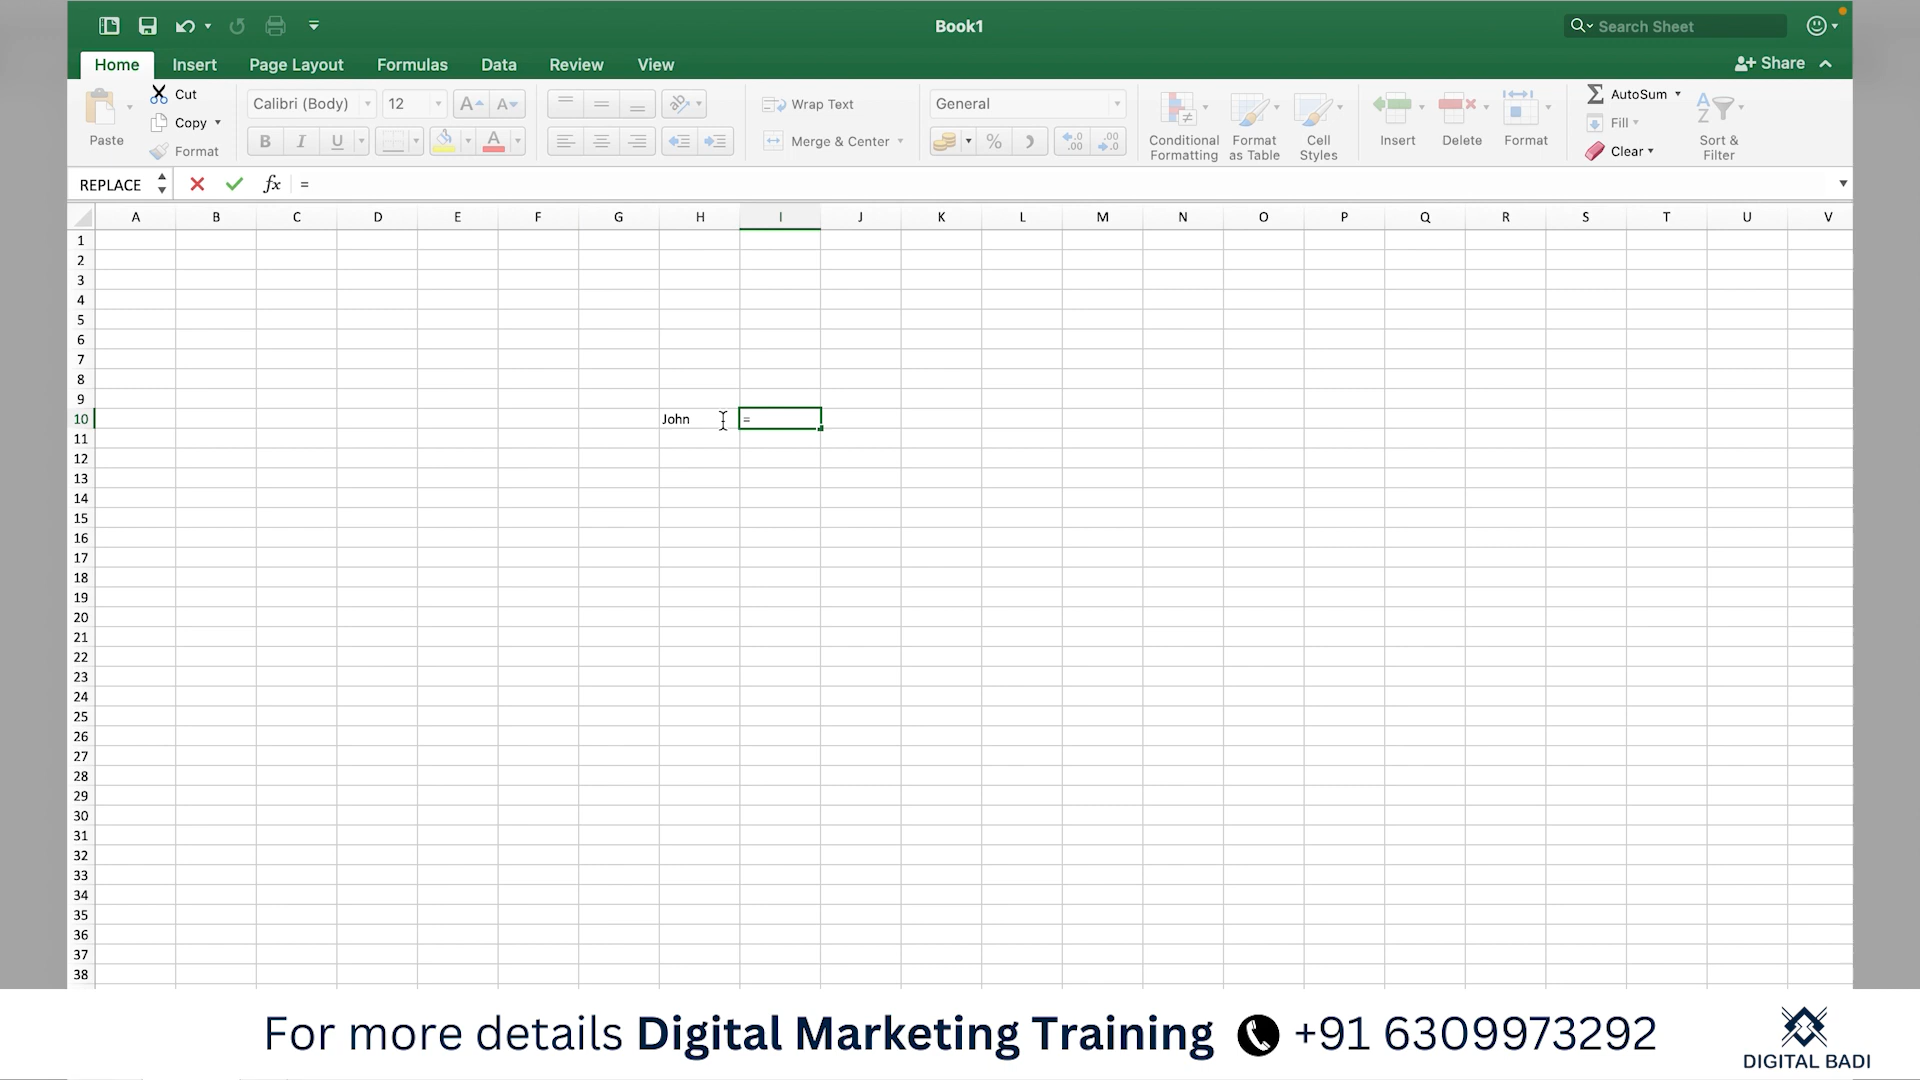 Book1
Search Sheet
Home Insert Page Layout Formulas Data Review View
Share
Paste
Cut
Copy
Format
Calibri (Body) 12
B I U
Wrap Text
Merge & Center
General
Conditional Formatting
Format as Table
Cell Styles
Insert
Delete
Format
AutoSum
Fill
Clear
Sort & Filter
REPLACE fx =
A B C D E F G H I J K L M N O P Q R S T U V
1
2
3
4
5
6
7
8
9
10 John =
11
12
13
14
15
16
17
18
19
20
21
22
23
24
25
26
27
28
29
30
31
32
33
34
35
36
37
38
For more details Digital Marketing Training +91 6309973292
DIGITAL BADI